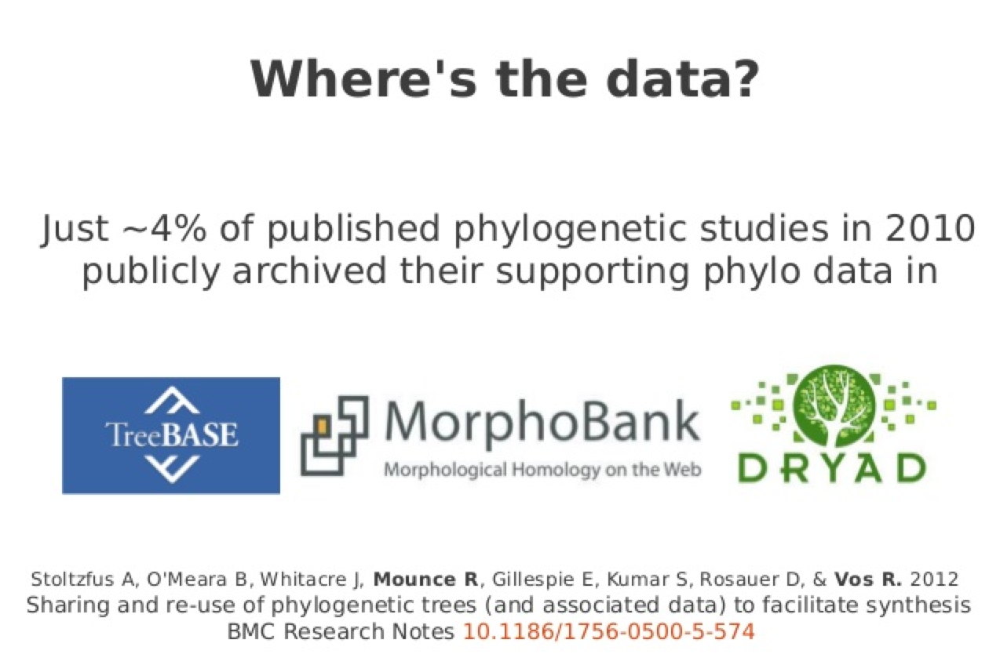 Where's the data?
Just ~4% of published phylogenetic studies in 2010
publicly archived their supporting phylo data in
TreeBASE
MorphoBank
Morphological Homology on the Web
DRYAD
Stoltzfus A, O'Meara B, Whitacre J, Mounce R, Gillespie E, Kumar S, Rosauer D, & Vos R. 2012
Sharing and re-use of phylogenetic trees (and associated data) to facilitate synthesis
BMC Research Notes 10.1186/1756-0500-5-574